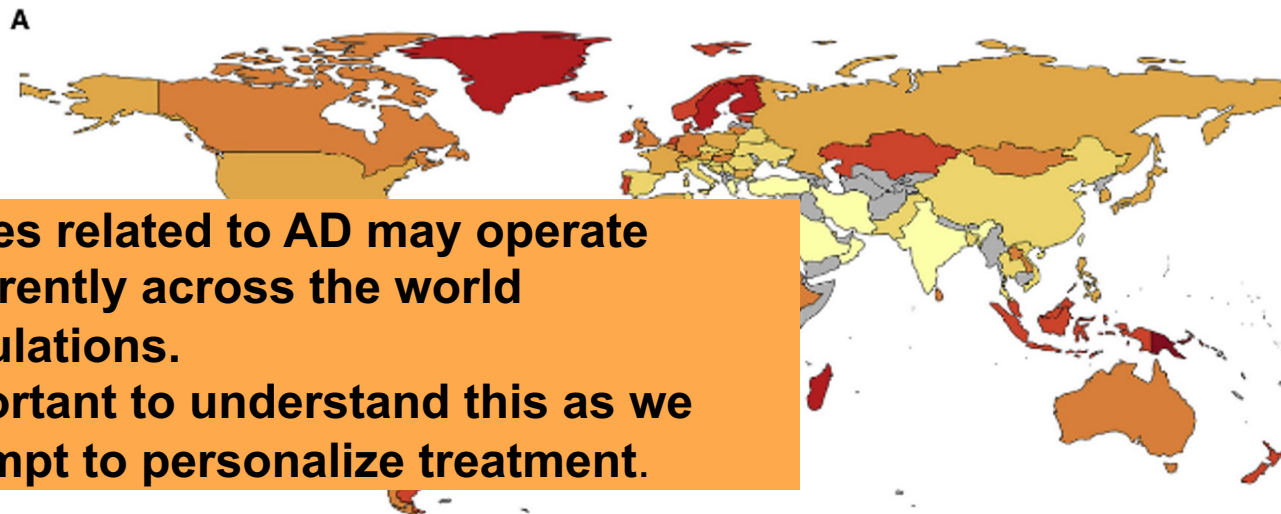 A
es related to AD may operate
rently across the world
ulations.
ortant to understand this as we
mpt to personalize treatment.